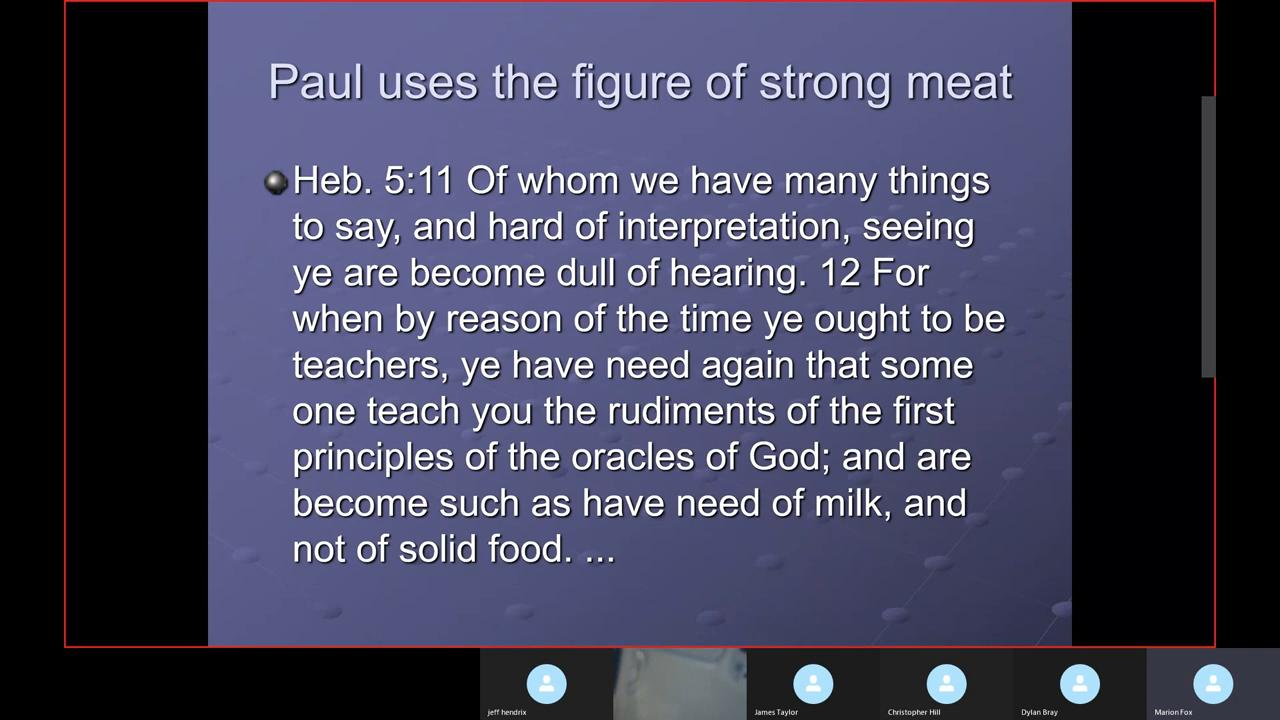 Paul uses the figure of strong meat
Heb. 5:11 Of whom we have many things
to say, and hard of interpretation, seeing
ye are become dull of hearing. 12 For
when by reason of the time ye ought to be
teachers, ye have need again that some
one teach you the rudiments of the first
principles of the oracles of God; and are
become such as have need of milk, and
not of solid food. ...
jeff hendrix
James Taylor
Christopher Hill
Dylan Bray
Marion Fox